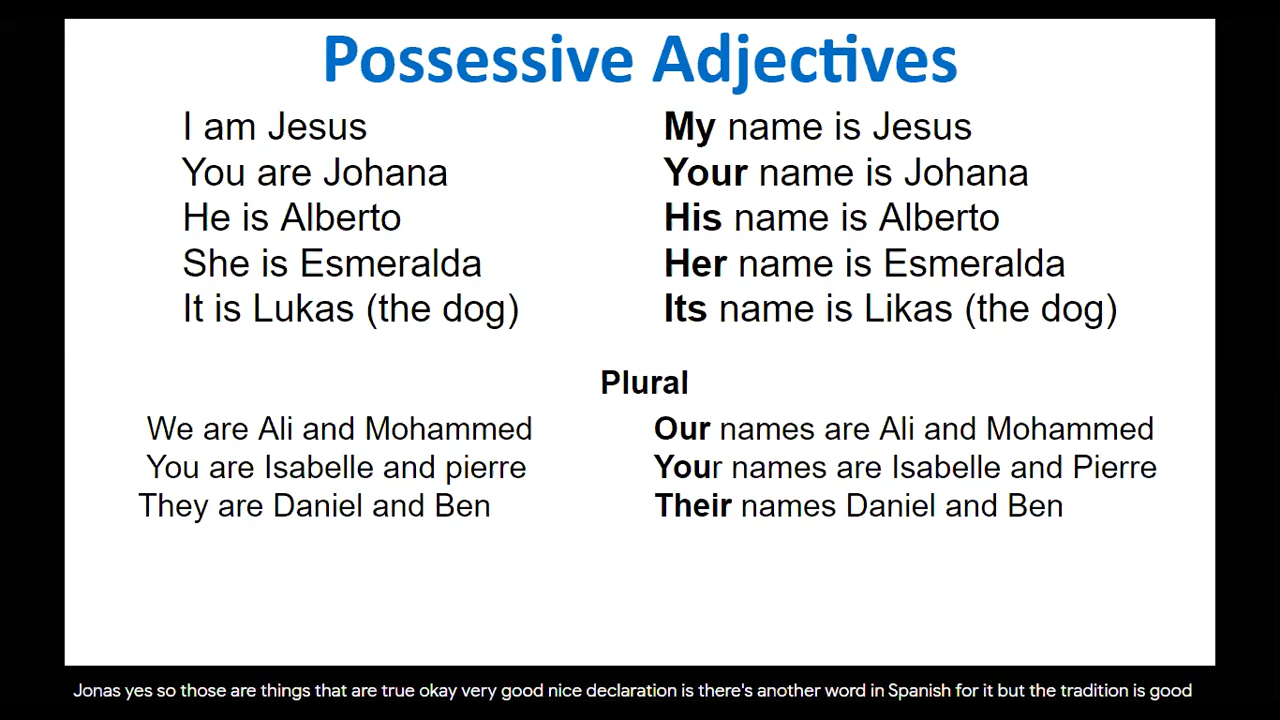 Possessive Adjectives
I am Jesus
You are Johana
He is Alberto
She is Esmeralda
It is Lukas (the dog)
My name is Jesus
Your name is Johana
His name is Alberto
Her name is Esmeralda
Its name is Likas (the dog)
Plural
We are Ali and Mohammed
You are Isabelle and pierre
They are Daniel and Ben
Our names are Ali and Mohammed
Your names are Isabelle and Pierre
Their names Daniel and Ben
Jonas yes so those are things that are true okay very good nice declaration is there's another word in Spanish for it but the tradition is good